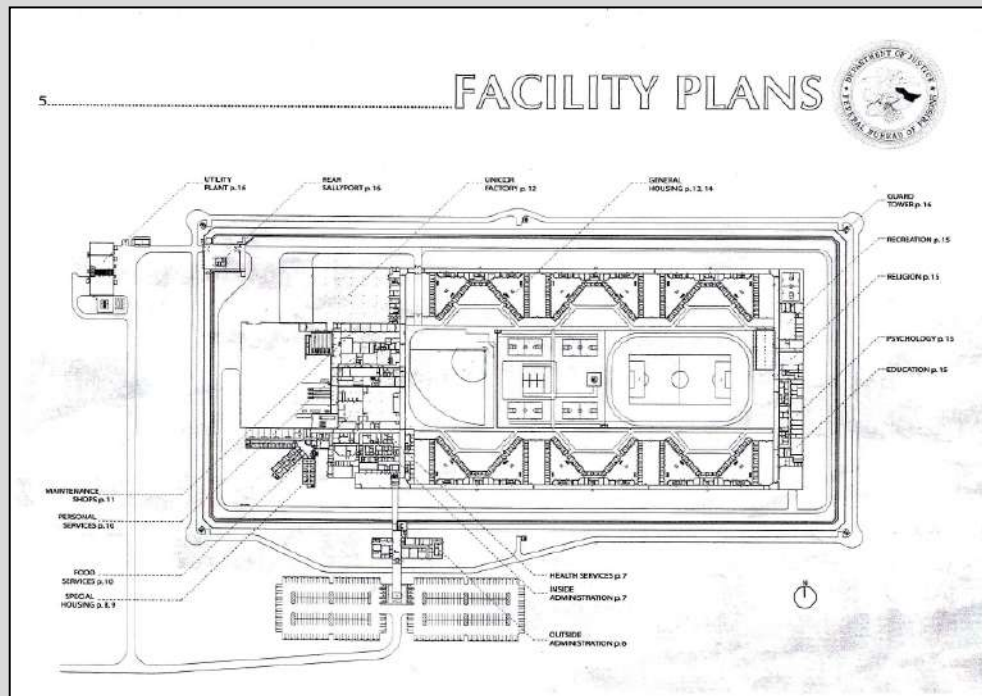 5
FACILITY PLANS
DEPARTMENT OF JUSTICE
FEDERAL BUREAU OF PRISONS
UTILITY
PLANT p. 16
REAR
SALLYPORT p. 16
UNICOR
FACTORY p. 12
GENERAL
HOUSING p. 13, 14
GUARD
TOWER p. 16
RECREATION p. 15
RELIGION p. 15
PSYCHOLOGY p. 15
EDUCATION p. 15
MAINTENANCE
SHOPS p. 11
PERSONAL
SERVICES p. 10
FOOD
SERVICES p. 10
SPECIAL
HOUSING p. 8, 9
HEALTH SERVICES p. 7
INSIDE
ADMINISTRATION p. 7
OUTSIDE
ADMINISTRATION p. 6
N